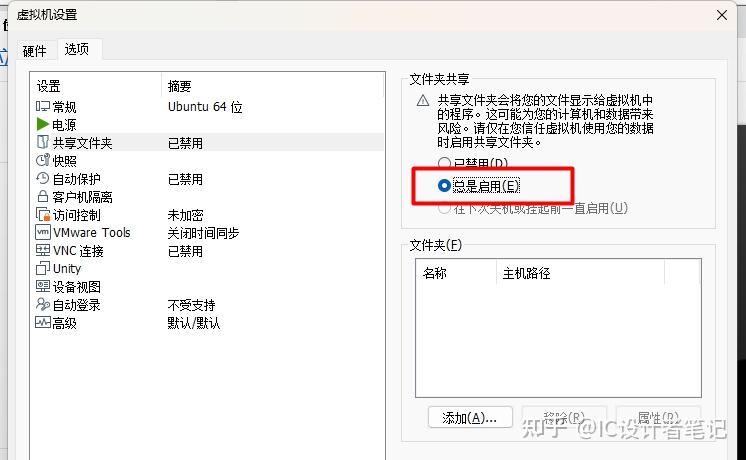 虚拟机设置
硬件 选项
设置 摘要
常规 Ubuntu 64 位
电源
共享文件夹 已禁用
快照
自动保护 已禁用
客户机隔离
访问控制 未加密
VMware Tools 关闭时间同步
VNC 连接 已禁用
Unity
设备视图
自动登录 不受支持
高级 默认/默认
文件夹共享
共享文件夹会将您的文件显示给虚拟机中
的程序。这可能为您的计算机和数据带来
风险。请仅在您信任虚拟机使用您的数据
时启用共享文件夹。
已禁用(D)
总是启用(E)
在下次关机或挂起前一直启用(U)
文件夹(F)
名称 主机路径
添加(A)... 移除(R) 属性(P)
知乎 @IC设计者笔记